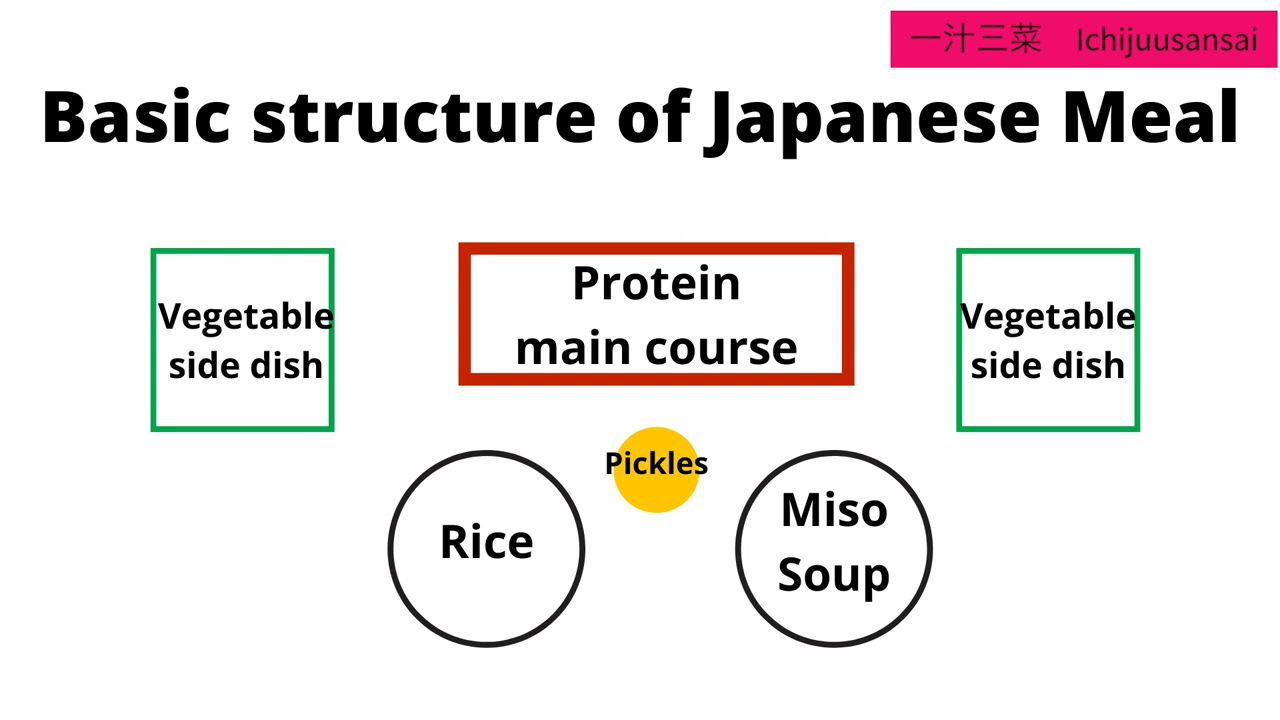 一汁三菜 Ichijuusansai
Basic structure of Japanese Meal
Vegetable
side dish
Protein
main course
Vegetable
side dish
Pickles
Rice
Miso
Soup